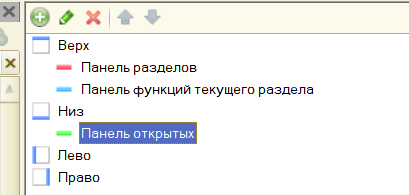 Верх
Панель разделов
Панель функций текущего раздела
Низ
Панель открытых
Лево
Право